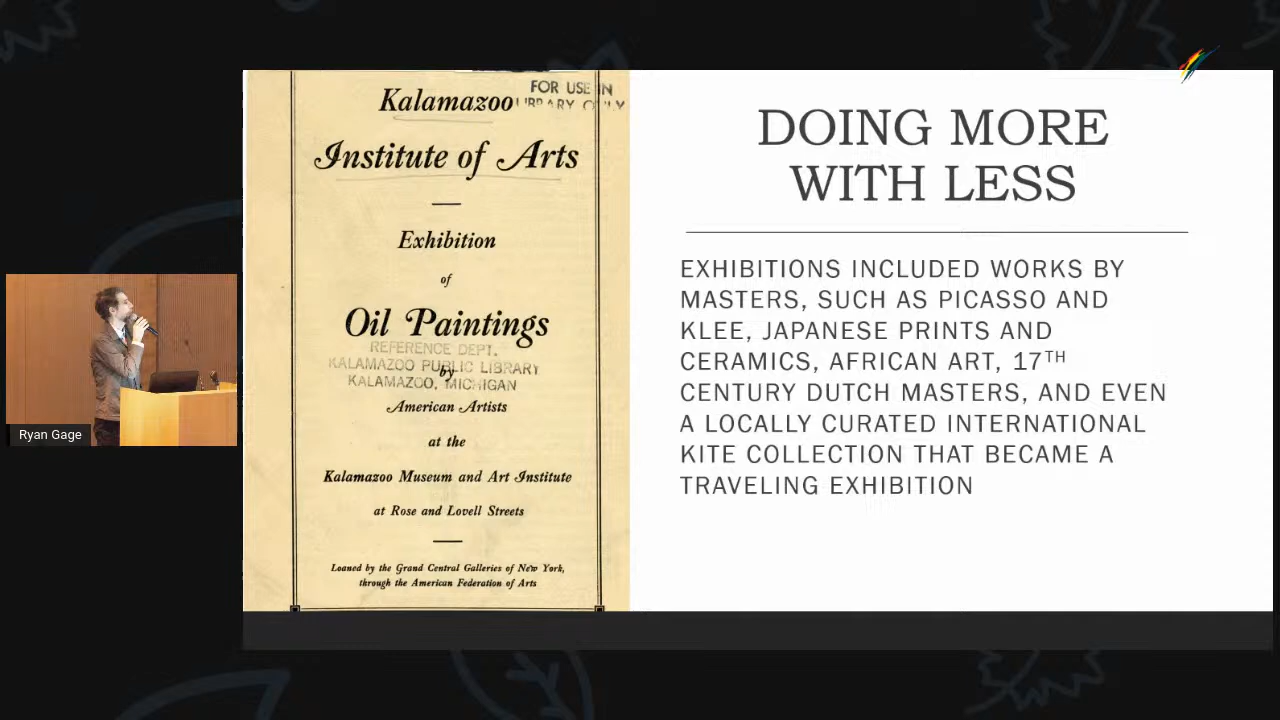 Kalamazoo
FOR USE IN
LIBRARY ONLY
Institute of Arts
Exhibition
of
Oil Paintings
REFERENCE DEPT.
KALAMAZOO PUBLIC LIBRARY
by
KALAMAZOO, MICHIGAN
American Artists
at the
Kalamazoo Museum and Art Institute
at Rose and Lovell Streets
Loaned by the Grand Central Galleries of New York,
through the American Federation of Arts
DOING MORE
WITH LESS
EXHIBITIONS INCLUDED WORKS BY
MASTERS, SUCH AS PICASSO AND
KLEE, JAPANESE PRINTS AND
CERAMICS, AFRICAN ART, 17TH
CENTURY DUTCH MASTERS, AND EVEN
A LOCALLY CURATED INTERNATIONAL
KITE COLLECTION THAT BECAME A
TRAVELING EXHIBITION
Ryan Gage